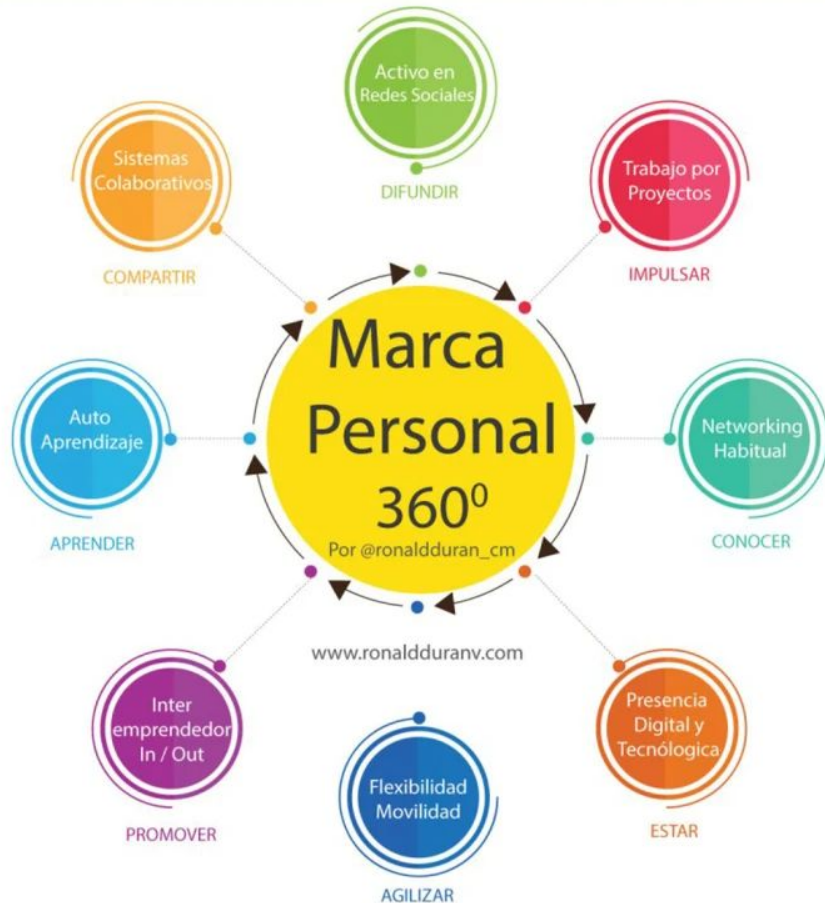 Activo en
Redes Sociales
DIFUNDIR
Trabajo por
Proyectos
IMPULSAR
Networking
Habitual
CONOCER
Presencia
Digital y
Tecnólogica
ESTAR
Flexibilidad
Movilidad
AGILIZAR
Inter
emprendedor
In / Out
PROMOVER
Auto
Aprendizaje
APRENDER
Sistemas
Colaborativos
COMPARTIR
Marca
Personal
360⁰
Por @ronaldduran_cm
www.ronaldduranv.com